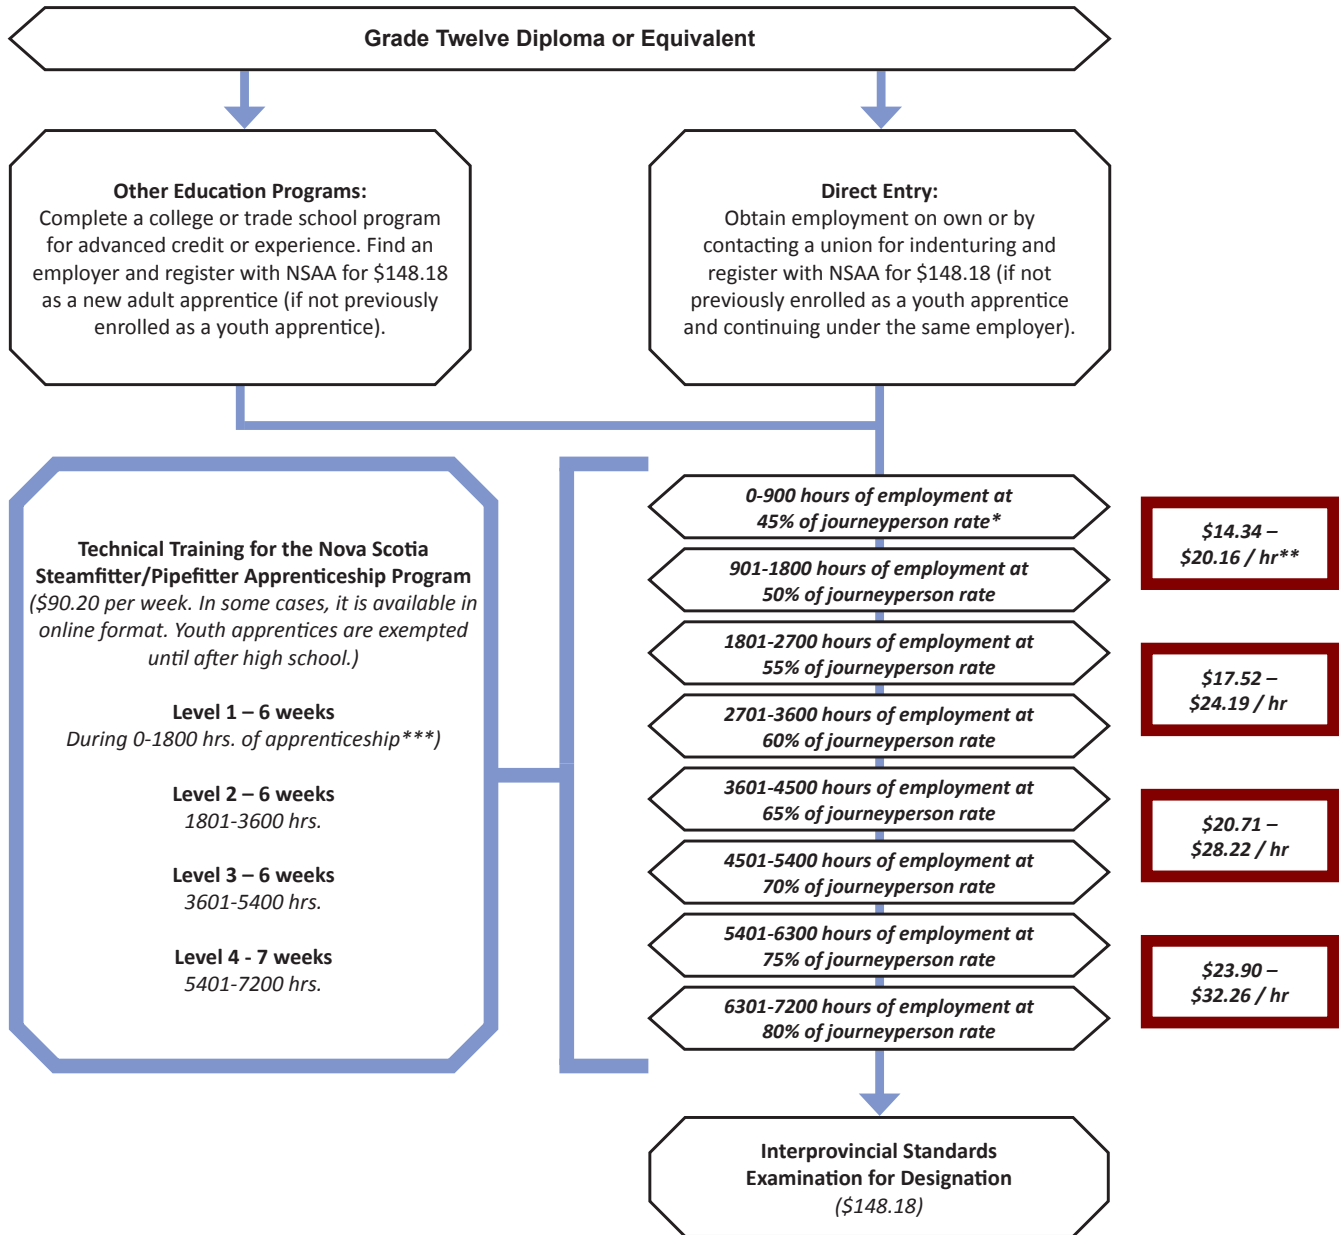 Grade Twelve Diploma or Equivalent
Other Education Programs:
Complete a college or trade school program
for advanced credit or experience. Find an
employer and register with NSAA for $148.18
as a new adult apprentice (if not previously
enrolled as a youth apprentice).
Direct Entry:
Obtain employment on own or by
contacting a union for indenturing and
register with NSAA for $148.18 (if not
previously enrolled as a youth apprentice
and continuing under the same employer).
Technical Training for the Nova Scotia
Steamfitter/Pipefitter Apprenticeship Program
($90.20 per week. In some cases, it is available in
online format. Youth apprentices are exempted
until after high school.)
Level 1 – 6 weeks
During 0-1800 hrs. of apprenticeship***)
Level 2 – 6 weeks
1801-3600 hrs.
Level 3 – 6 weeks
3601-5400 hrs.
Level 4 - 7 weeks
5401-7200 hrs.
0-900 hours of employment at
45% of journeyperson rate*
901-1800 hours of employment at
50% of journeyperson rate
1801-2700 hours of employment at
55% of journeyperson rate
2701-3600 hours of employment at
60% of journeyperson rate
3601-4500 hours of employment at
65% of journeyperson rate
4501-5400 hours of employment at
70% of journeyperson rate
5401-6300 hours of employment at
75% of journeyperson rate
6301-7200 hours of employment at
80% of journeyperson rate
$14.34 –
$20.16 / hr**
$17.52 –
$24.19 / hr
$20.71 –
$28.22 / hr
$23.90 –
$32.26 / hr
Interprovincial Standards
Examination for Designation
($148.18)